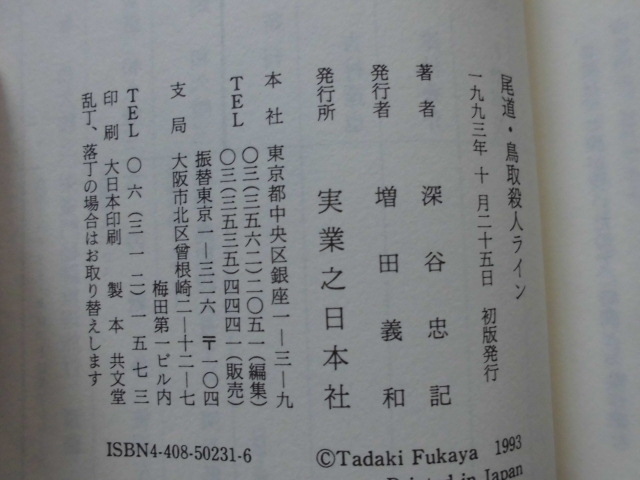 尾道・鳥取殺人ライン
一九九三年 十月二十五日 初版発行
著者 深谷忠記
発行者 増田義和
発行所 実業之日本社
本社 東京都中央区銀座一―三―九
TEL 〇三(三五六二)二〇五一(編集)
〇三(三五三五)四四四一(販売)
振替東京一―三二六 〒一〇四
支局 大阪市北区曾根崎二―十二―七
梅田第一ビル内
TEL 〇六(三一二)一五七三
印刷 大日本印刷 製本 共文堂
乱丁、落丁の場合はお取り替えします
©Tadaki Fukaya 1993
Printed in Japan
ISBN4-408-50231-6